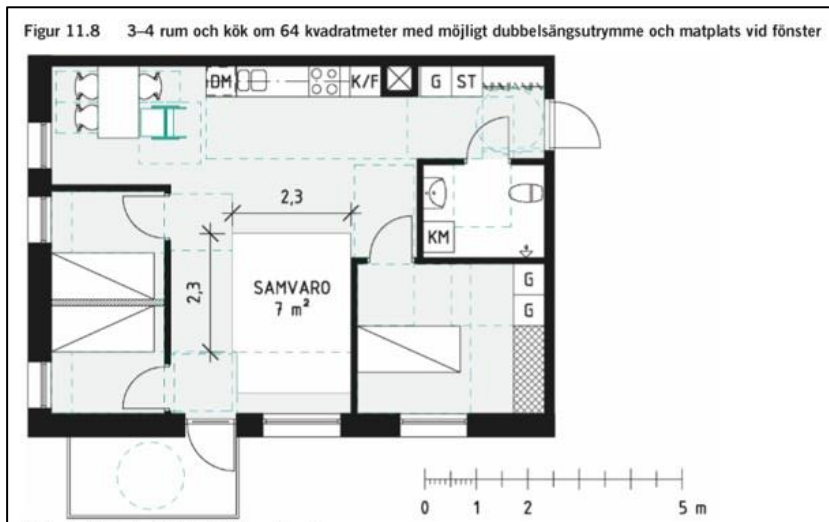 Figur 11.8 3–4 rum och kök om 64 kvadratmeter med möjligt dubbelsängsutrymme och matplats vid fönster
DM K/F G ST
2,3
KM
2,3
SAMVARO
7 m²
G
G
0 1 2 5 m